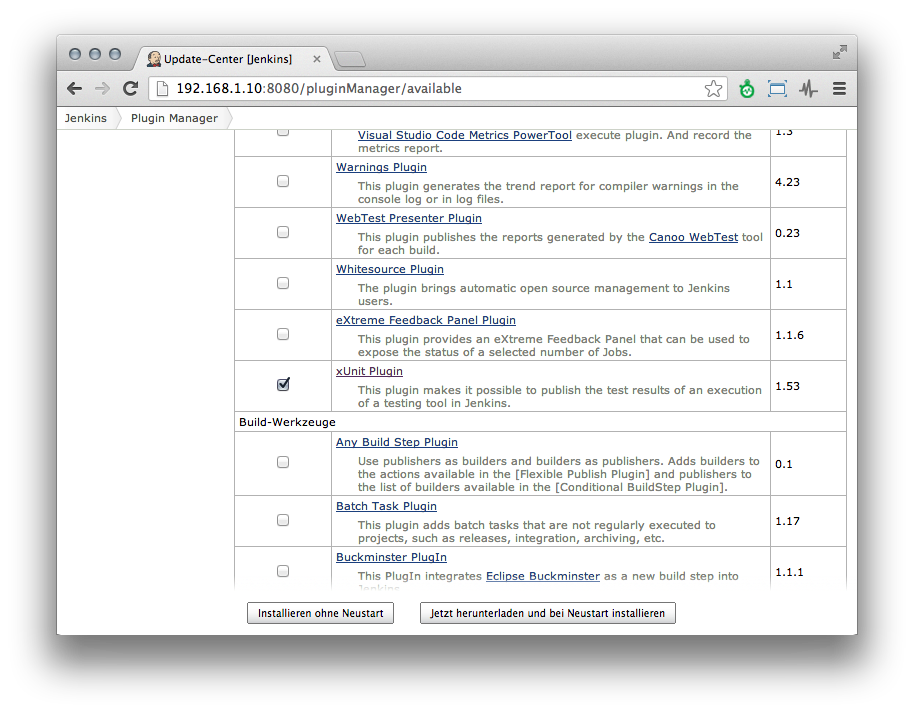 Update-Center [Jenkins]
192.168.1.10:8080/pluginManager/available
Jenkins Plugin Manager
Visual Studio Code Metrics PowerTool execute plugin. And record the 1.3
metrics report.
Warnings Plugin
This plugin generates the trend report for compiler warnings in the 4.23
console log or in log files.
WebTest Presenter Plugin
This plugin publishes the reports generated by the Canoo WebTest tool 0.23
for each build.
Whitesource Plugin
The plugin brings automatic open source management to Jenkins 1.1
users.
eXtreme Feedback Panel Plugin
This plugin provides an eXtreme Feedback Panel that can be used to 1.1.6
expose the status of a selected number of Jobs.
xUnit Plugin
This plugin makes it possible to publish the test results of an execution 1.53
of a testing tool in Jenkins.
Build-Werkzeuge
Any Build Step Plugin
Use publishers as builders and builders as publishers. Adds builders to 0.1
the actions available in the [Flexible Publish Plugin] and publishers to
the list of builders available in the [Conditional BuildStep Plugin].
Batch Task Plugin
This plugin adds batch tasks that are not regularly executed to 1.17
projects, such as releases, integration, archiving, etc.
Buckminster PlugIn
This PlugIn integrates Eclipse Buckminster as a new build step into 1.1.1
Jenkins.
Installieren ohne Neustart Jetzt herunterladen und bei Neustart installieren